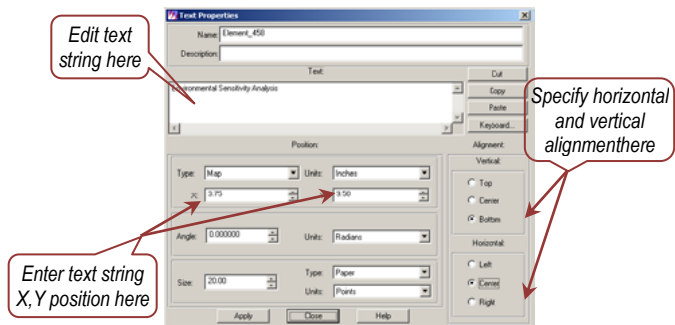 Text Properties
Name: Element_458
Description:
Text:
Environmental Sensitivity Analysis
Cut
Copy
Paste
Keyboard...
Position:
Alignment:
Type: Map Units: Inches
X: 3.75 9.50
Angle: 0.000000 Units: Radians
Size: 20.00 Type: Paper
Units: Points
Vertical:
Top
Center
Bottom
Horizontal:
Left
Center
Right
Apply Close Help
Edit text
string here
Specify horizontal
and vertical
alignmenthere
Enter text string
X,Y position here